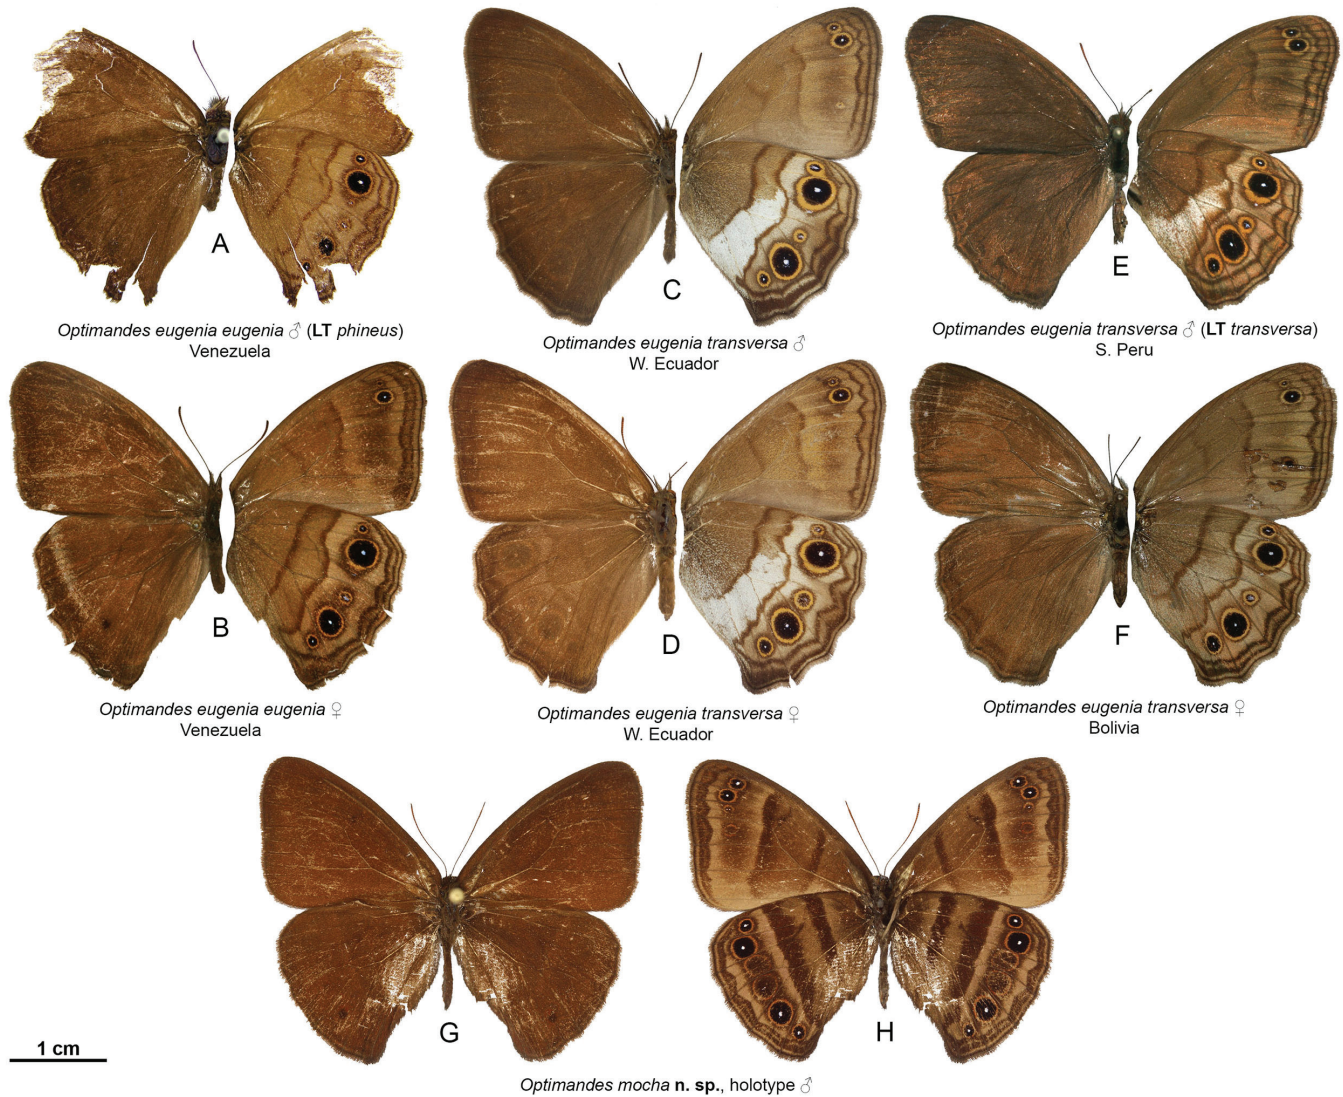 A
Optimandes eugenia eugenia ♂ (LT phineus)
Venezuela
C
Optimandes eugenia transversa ♂
W. Ecuador
E
Optimandes eugenia transversa ♂ (LT transversa)
S. Peru
B
Optimandes eugenia eugenia ♀
Venezuela
D
Optimandes eugenia transversa ♀
W. Ecuador
F
Optimandes eugenia transversa ♀
Bolivia
G
H
1 cm
Optimandes mocha n. sp., holotype ♂